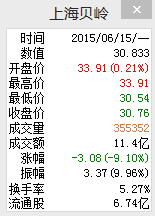 上海贝岭
时间 2015/06/15/一
数值 30.833
开盘价 33.91(0.21%)
最高价 33.91
最低价 30.54
收盘价 30.76
成交量 355352
成交额 11.4亿
涨幅 -3.08(-9.10%)
振幅 3.37(9.96%)
换手率 5.27%
流通股 6.74亿